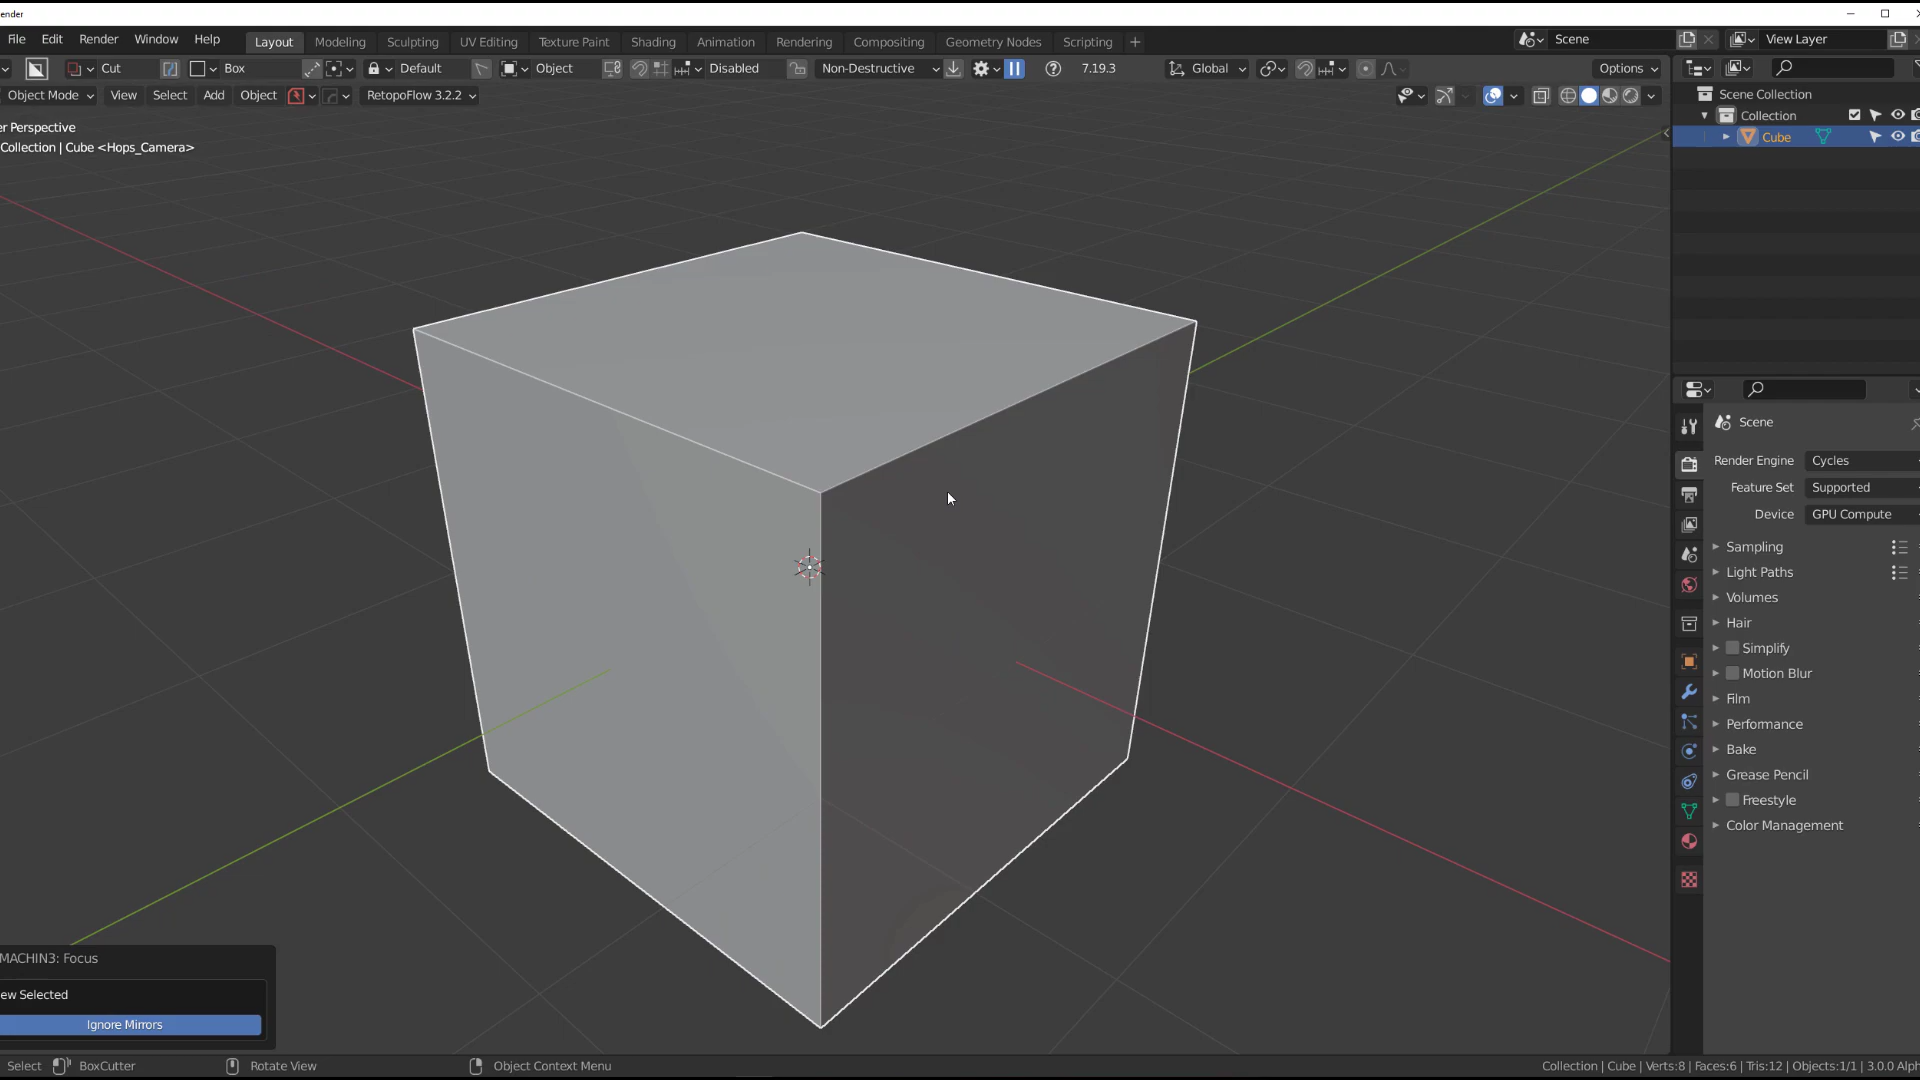 ender
File Edit Render Window Help Layout Modeling Sculpting UV Editing Texture Paint Shading Animation Rendering Compositing Geometry Nodes Scripting + Scene View Layer
Cut Box Default Object Disabled Non-Destructive 7.19.3 Global Options
Object Mode View Select Add Object RetopoFlow 3.2.2
er Perspective
Collection | Cube <Hops_Camera>
Scene Collection
Collection
Cube
Scene
Render Engine Cycles
Feature Set Supported
Device GPU Compute
Sampling
Light Paths
Volumes
Hair
Simplify
Motion Blur
Film
Performance
Bake
Grease Pencil
Freestyle
Color Management
MACHIN3: Focus
ew Selected
Ignore Mirrors
Select BoxCutter Rotate View Object Context Menu Collection | Cube | Verts:8 | Faces:6 | Tris:12 | Objects:1/1 | 3.0.0 Alph